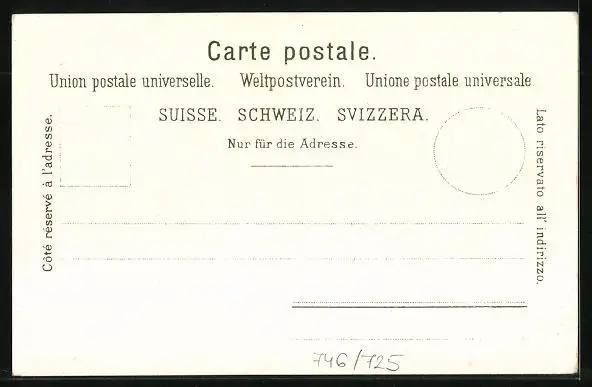 Carte postale.
Union postale universelle. Weltpostverein. Unione postale universale.
SUISSE. SCHWEIZ. SVIZZERA.
Nur für die Adresse.
Côté réservé à l'adresse.
Lato riservato all' indirizzo.
746/725